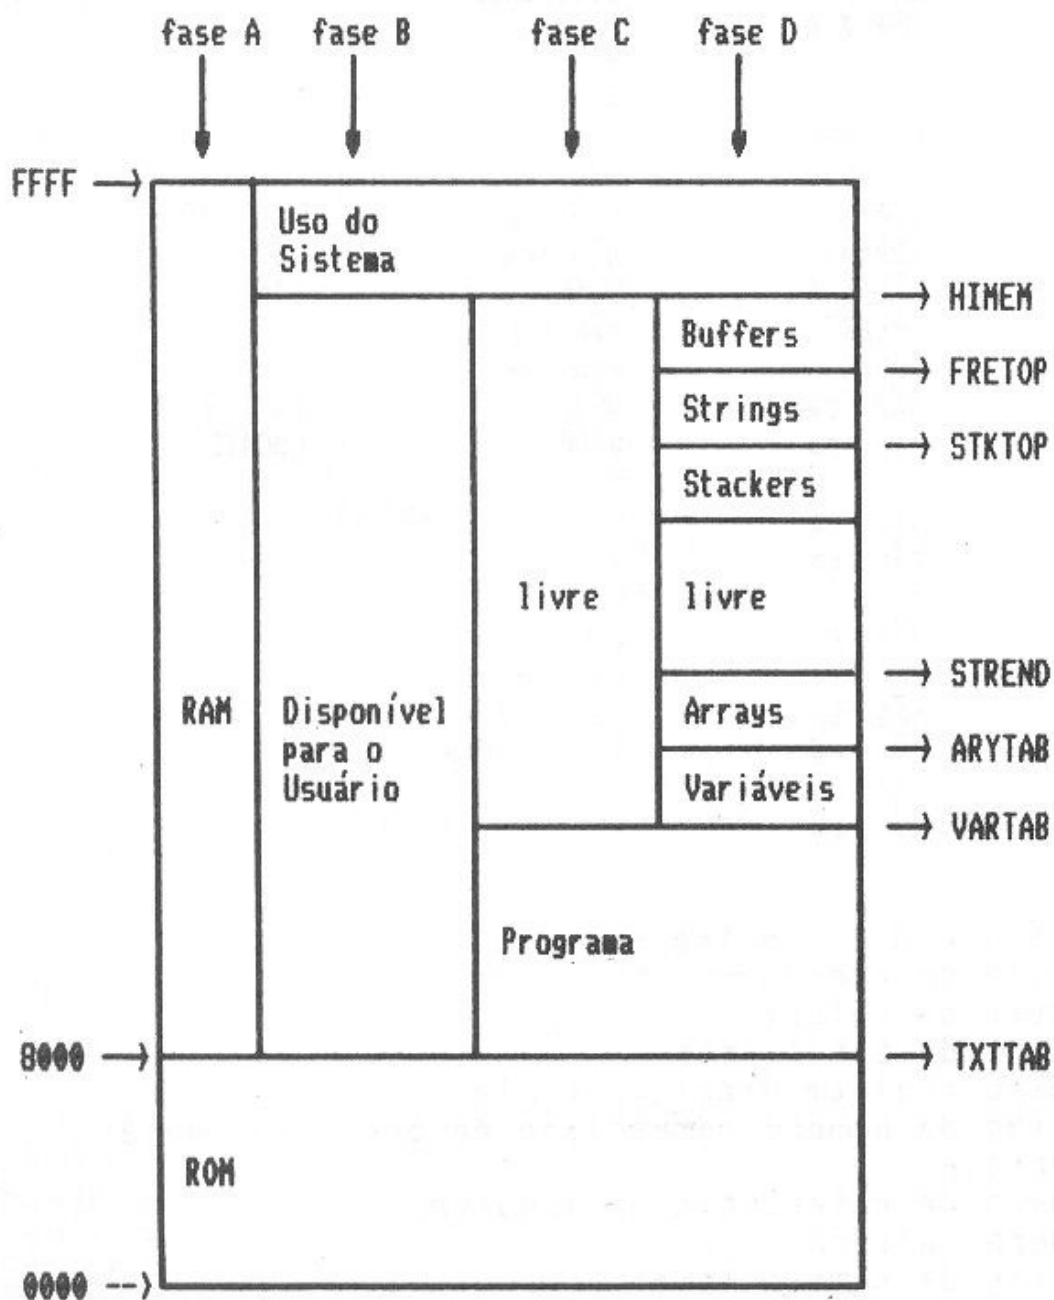 fase A fase B fase C fase D
FFFF
Uso do
Sistema
HIMEM
Buffers
FRETOP
Strings
STKTOP
Stackers
livre
livre
STREND
RAM
Disponível
para o
Usuário
Arrays
ARYTAB
Variáveis
VARTAB
Programa
8000
TXTTAB
ROM
0000